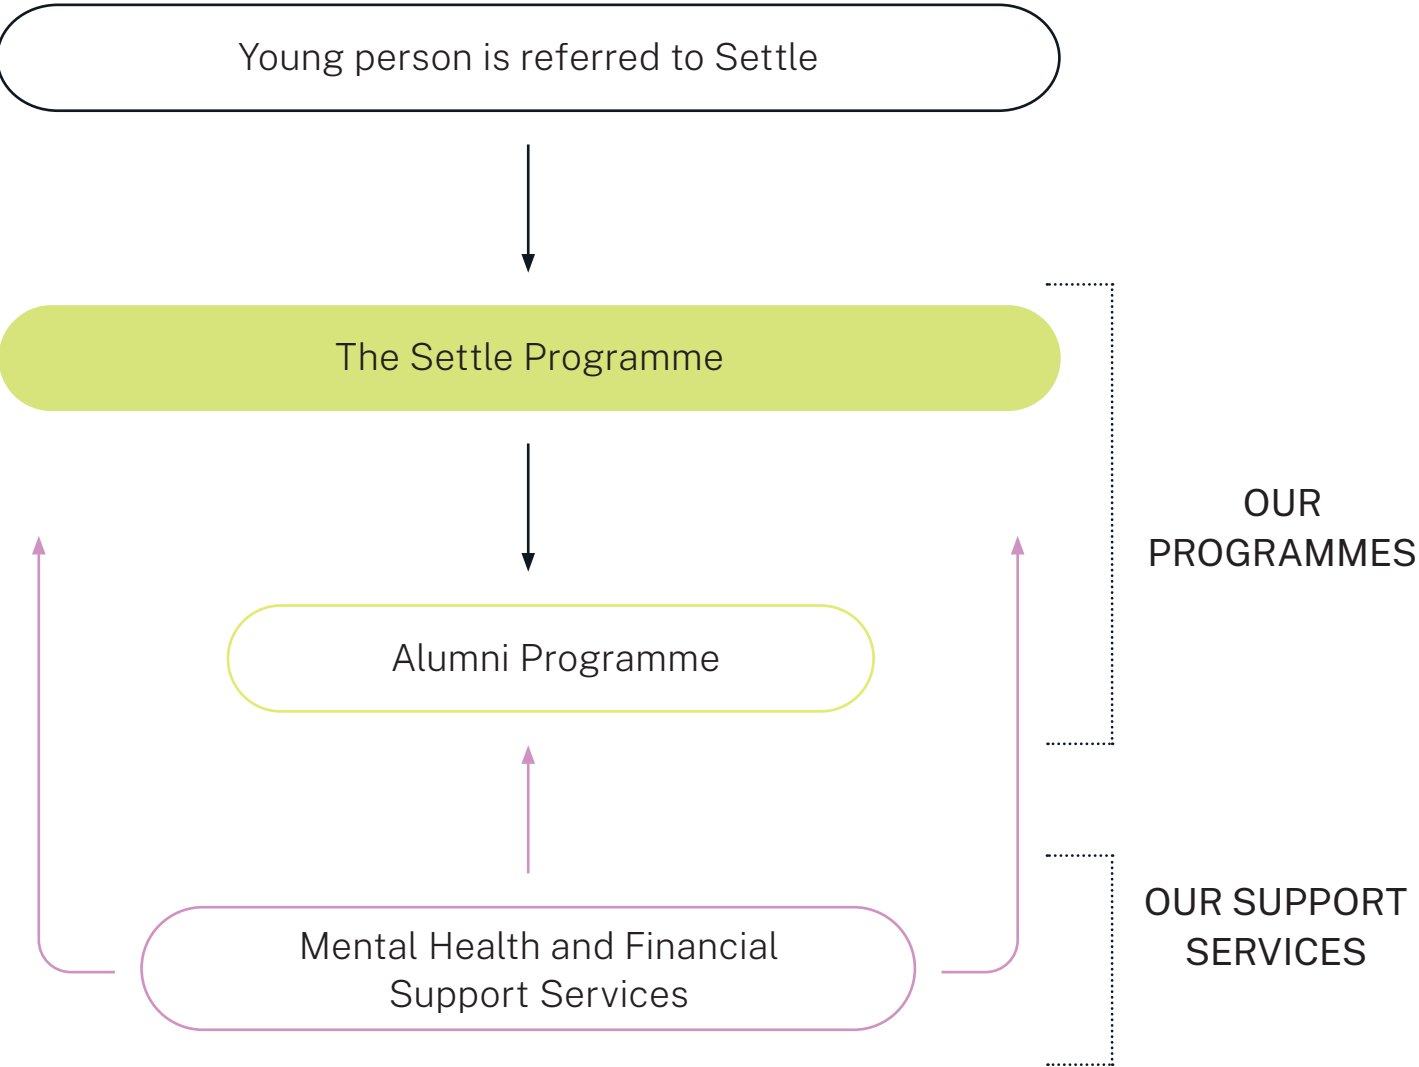 Young person is referred to Settle
The Settle Programme
OUR
PROGRAMMES
Alumni Programme
Mental Health and Financial
Support Services
OUR SUPPORT
SERVICES